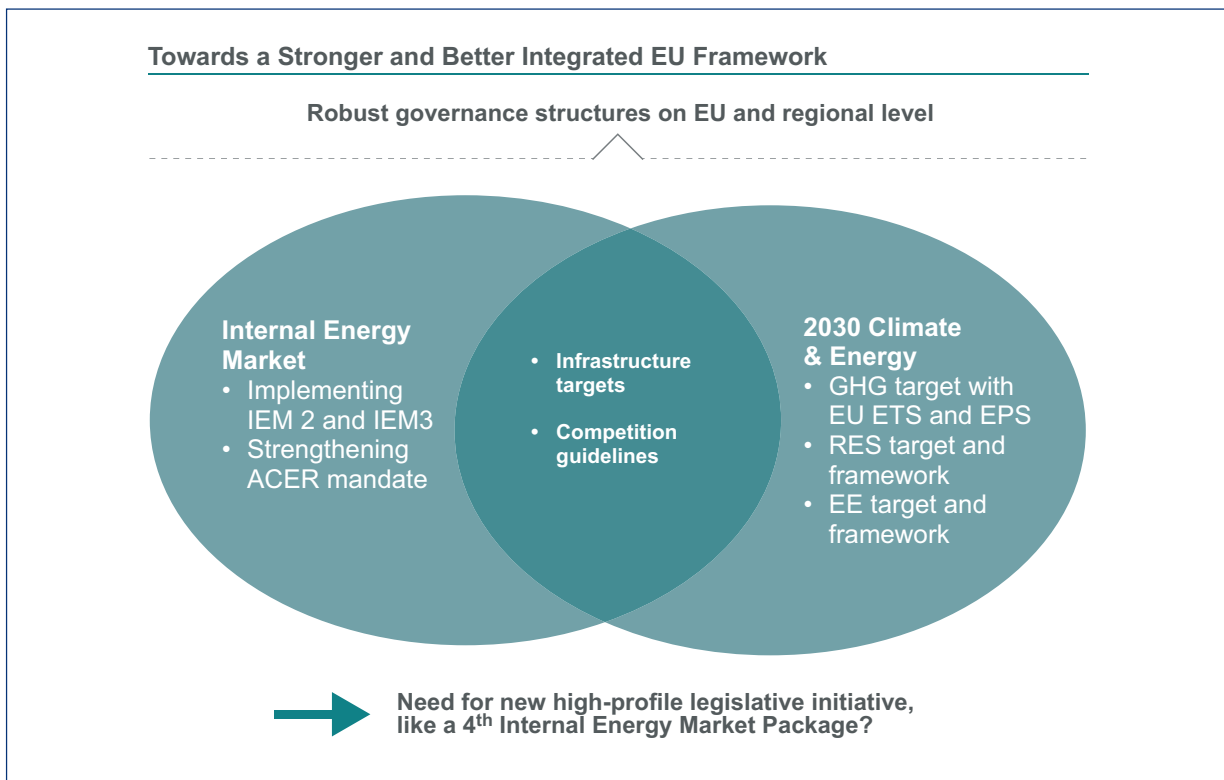 Towards a Stronger and Better Integrated EU Framework
Robust governance structures on EU and regional level
Internal Energy
Market
• Implementing
IEM 2 and IEM3
• Strengthening
ACER mandate
• Infrastructure
targets
• Competition
guidelines
2030 Climate
& Energy
• GHG target with
EU ETS and EPS
• RES target and
framework
• EE target and
framework
Need for new high-profile legislative initiative,
like a 4th Internal Energy Market Package?